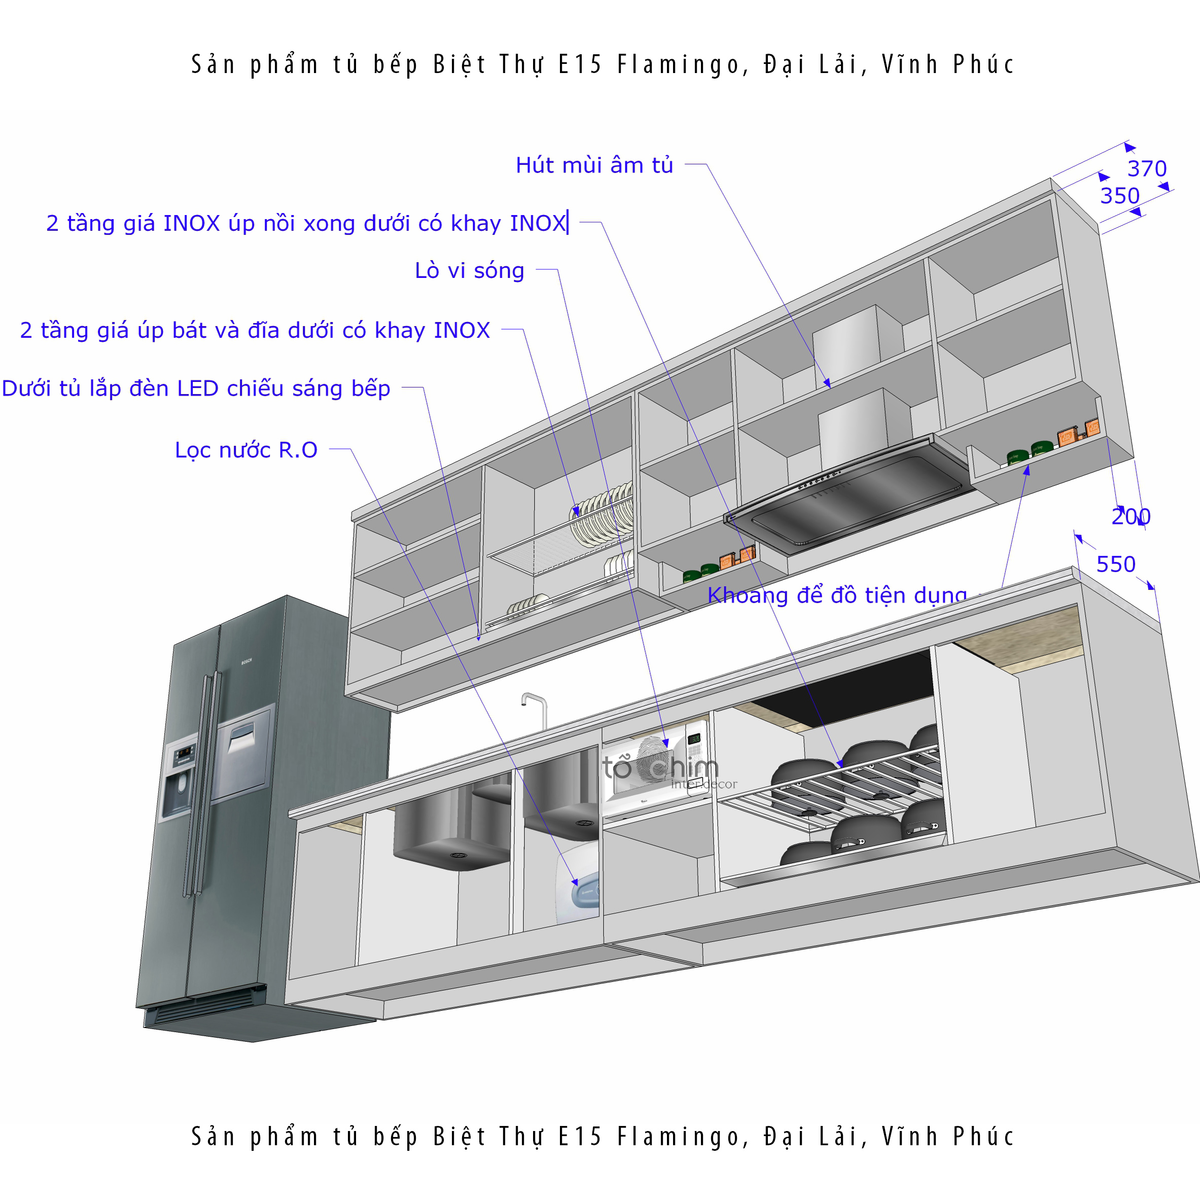 Sản phẩm tủ bếp Biệt Thự E15 Flamingo, Đại Lải, Vĩnh Phúc
Hút mùi âm tủ
370
350
2 tầng giá INOX úp nồi xong dưới có khay INOX
Lò vi sóng
2 tầng giá úp bát và đĩa dưới có khay INOX
Dưới tủ lắp đèn LED chiếu sáng bếp
Lọc nước R.O
200
550
Khoang để đồ tiện dụng
BOSCH
tổ chim
Inter.decor
Sản phẩm tủ bếp Biệt Thự E15 Flamingo, Đại Lải, Vĩnh Phúc